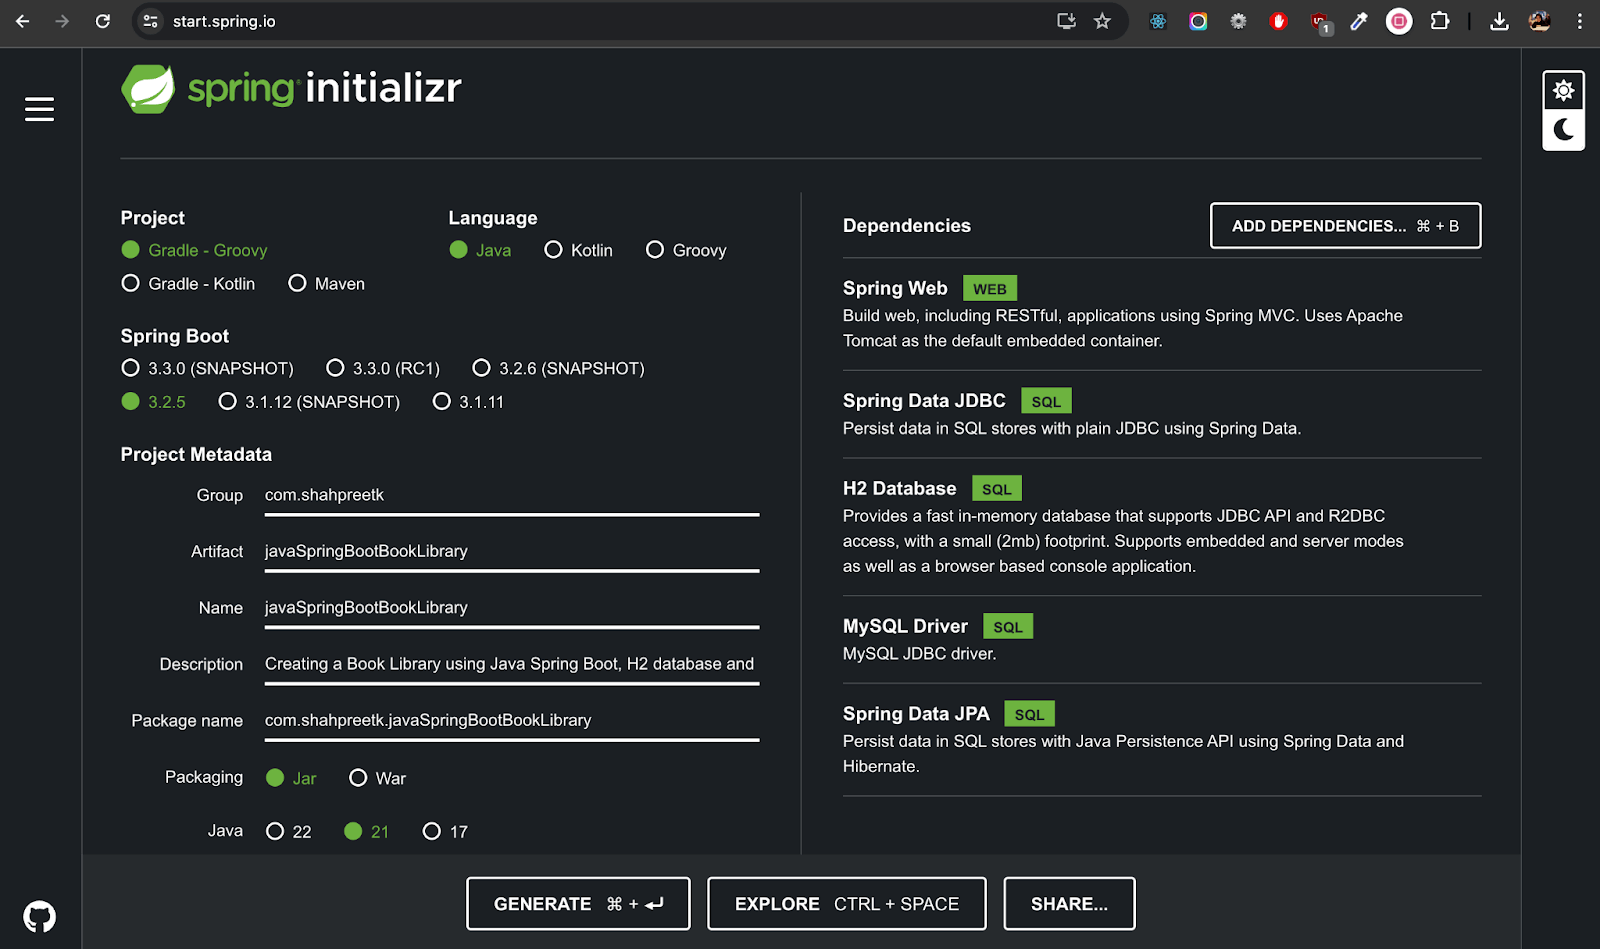 start.spring.io
1
spring initializr
Project
Gradle - Groovy
Gradle - Kotlin Maven
Language
Java Kotlin Groovy
Spring Boot
3.3.0 (SNAPSHOT) 3.3.0 (RC1) 3.2.6 (SNAPSHOT)
3.2.5 3.1.12 (SNAPSHOT) 3.1.11
Project Metadata
Group com.shahpreetk
Artifact javaSpringBootBookLibrary
Name javaSpringBootBookLibrary
Description Creating a Book Library using Java Spring Boot, H2 database and
Package name com.shahpreetk.javaSpringBootBookLibrary
Packaging Jar War
Java 22 21 17
Dependencies ADD DEPENDENCIES... ⌘ + B
Spring Web WEB
Build web, including RESTful, applications using Spring MVC. Uses Apache
Tomcat as the default embedded container.
Spring Data JDBC SQL
Persist data in SQL stores with plain JDBC using Spring Data.
H2 Database SQL
Provides a fast in-memory database that supports JDBC API and R2DBC
access, with a small (2mb) footprint. Supports embedded and server modes
as well as a browser based console application.
MySQL Driver SQL
MySQL JDBC driver.
Spring Data JPA SQL
Persist data in SQL stores with Java Persistence API using Spring Data and
Hibernate.
GENERATE ⌘ + ↵ EXPLORE CTRL + SPACE SHARE...